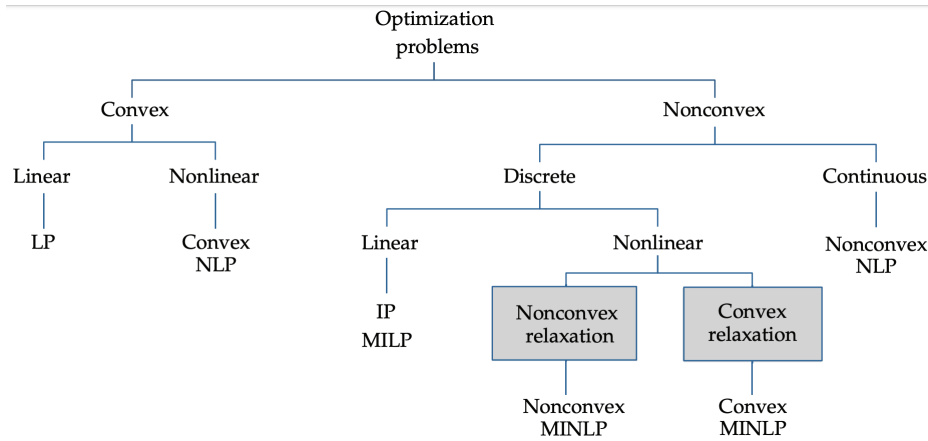 Optimization
problems
Convex
Nonconvex
Linear
Nonlinear
Discrete
Continuous
LP
Convex
NLP
Linear
Nonlinear
Nonconvex
NLP
IP
MILP
Nonconvex
relaxation
Convex
relaxation
Nonconvex
MINLP
Convex
MINLP